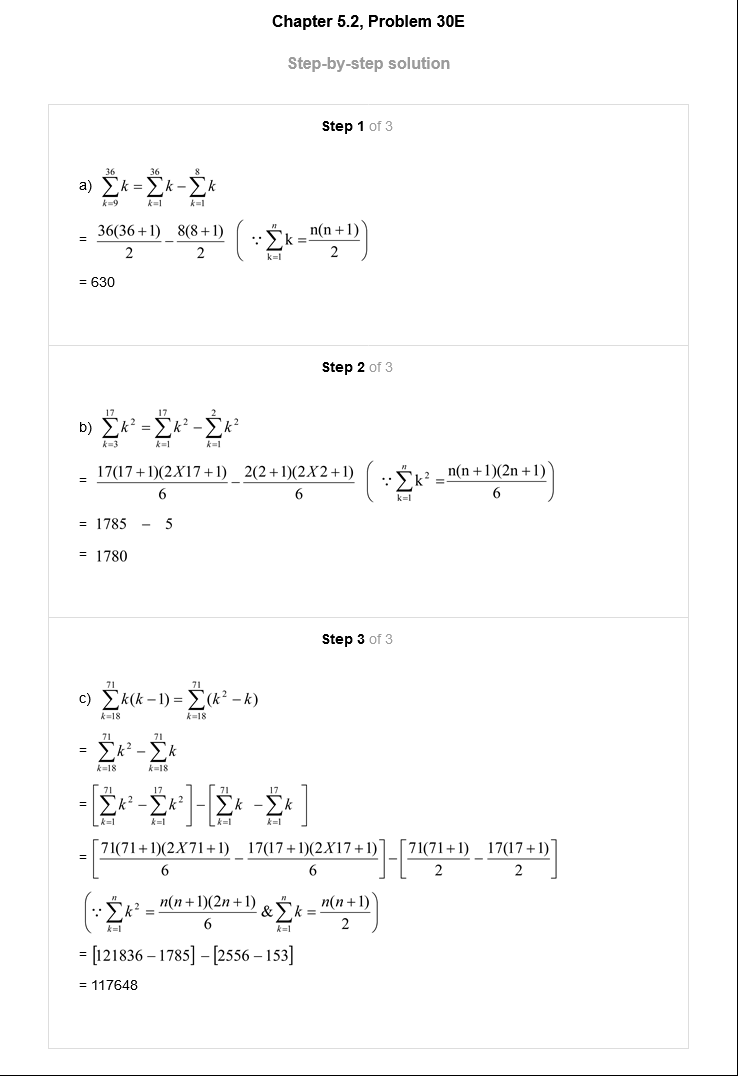 Chapter 5.2, Problem 30E
Step-by-step solution
Step 1 of 3
a) $\sum_{k=9}^{36} k = \sum_{k=1}^{36} k - \sum_{k=1}^{8} k$
= $\frac{36(36+1)}{2} - \frac{8(8+1)}{2} \left( \because \sum_{k=1}^{n} k = \frac{n(n+1)}{2} \right)$
= 630
Step 2 of 3
b) $\sum_{k=3}^{17} k^2 = \sum_{k=1}^{17} k^2 - \sum_{k=1}^{2} k^2$
= $\frac{17(17+1)(2X17+1)}{6} - \frac{2(2+1)(2X2+1)}{6} \left( \because \sum_{k=1}^{n} k^2 = \frac{n(n+1)(2n+1)}{6} \right)$
= 1785 − 5
= 1780
Step 3 of 3
c) $\sum_{k=18}^{71} k(k-1) = \sum_{k=18}^{71} (k^2 - k)$
= $\sum_{k=18}^{71} k^2 - \sum_{k=18}^{71} k$
= $\left[ \sum_{k=1}^{71} k^2 - \sum_{k=1}^{17} k^2 \right] - \left[ \sum_{k=1}^{71} k - \sum_{k=1}^{17} k \right]$
= $\left[ \frac{71(71+1)(2X71+1)}{6} - \frac{17(17+1)(2X17+1)}{6} \right] - \left[ \frac{71(71+1)}{2} - \frac{17(17+1)}{2} \right]$
$\left( \because \sum_{k=1}^{n} k^2 = \frac{n(n+1)(2n+1)}{6} \& \sum_{k=1}^{n} k = \frac{n(n+1)}{2} \right)$
= [121836 − 1785] − [2556 − 153]
= 117648